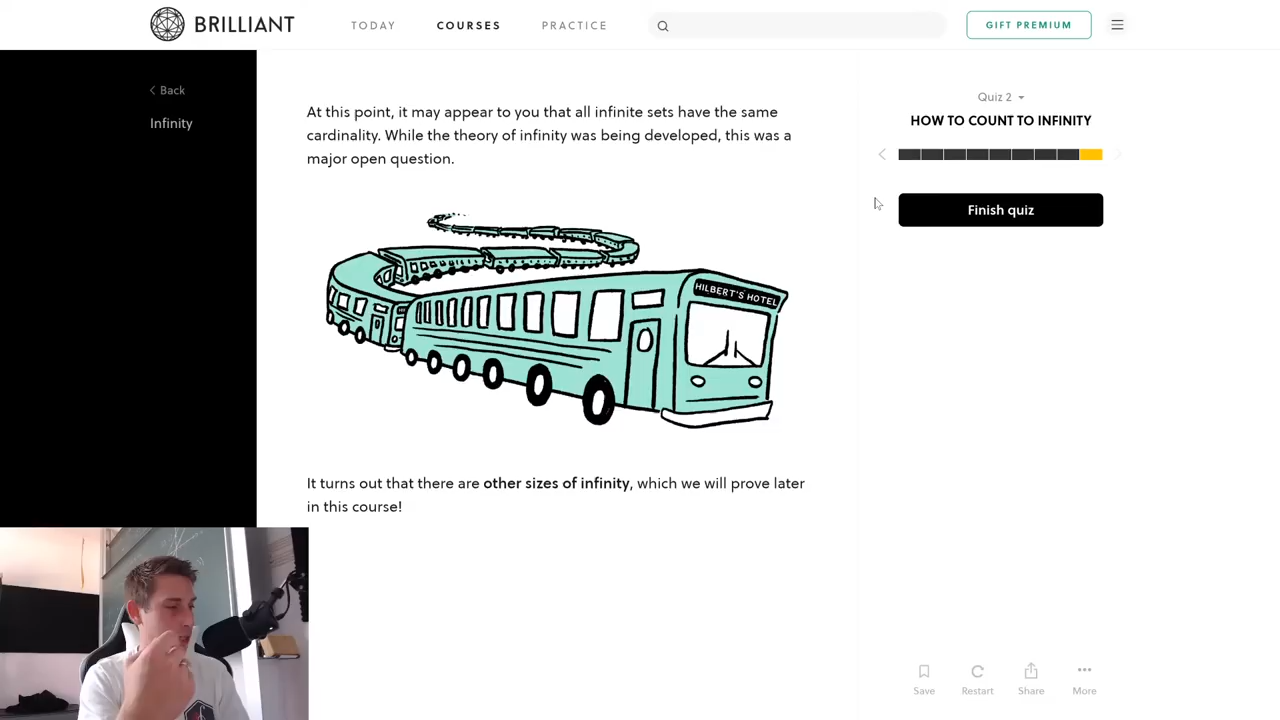 BRILLIANT
TODAY
COURSES
PRACTICE
GIFT PREMIUM
Back
Infinity
At this point, it may appear to you that all infinite sets have the same
cardinality. While the theory of infinity was being developed, this was a
major open question.
HILBERT'S HOTEL
It turns out that there are other sizes of infinity, which we will prove later
in this course!
Quiz 2
HOW TO COUNT TO INFINITY
Finish quiz
Save
Restart
Share
More